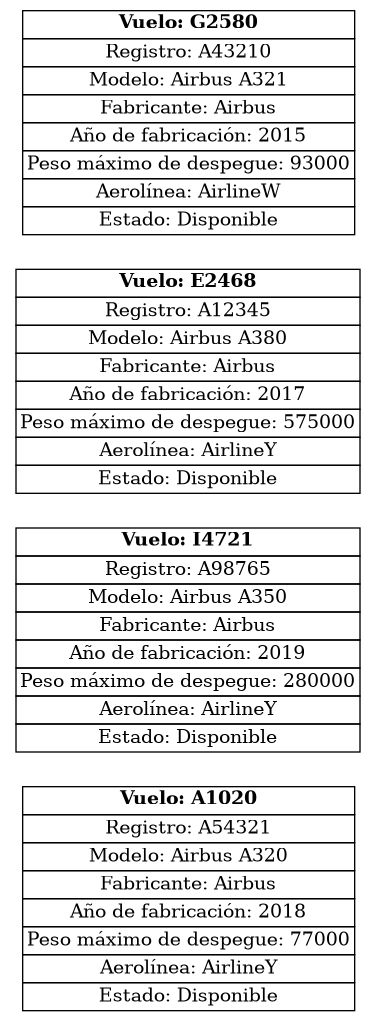 Vuelo: G2580
Registro: A43210
Modelo: Airbus A321
Fabricante: Airbus
Año de fabricación: 2015
Peso máximo de despegue: 93000
Aerolínea: AirlineW
Estado: Disponible
Vuelo: E2468
Registro: A12345
Modelo: Airbus A380
Fabricante: Airbus
Año de fabricación: 2017
Peso máximo de despegue: 575000
Aerolínea: AirlineY
Estado: Disponible
Vuelo: I4721
Registro: A98765
Modelo: Airbus A350
Fabricante: Airbus
Año de fabricación: 2019
Peso máximo de despegue: 280000
Aerolínea: AirlineY
Estado: Disponible
Vuelo: A1020
Registro: A54321
Modelo: Airbus A320
Fabricante: Airbus
Año de fabricación: 2018
Peso máximo de despegue: 77000
Aerolínea: AirlineY
Estado: Disponible